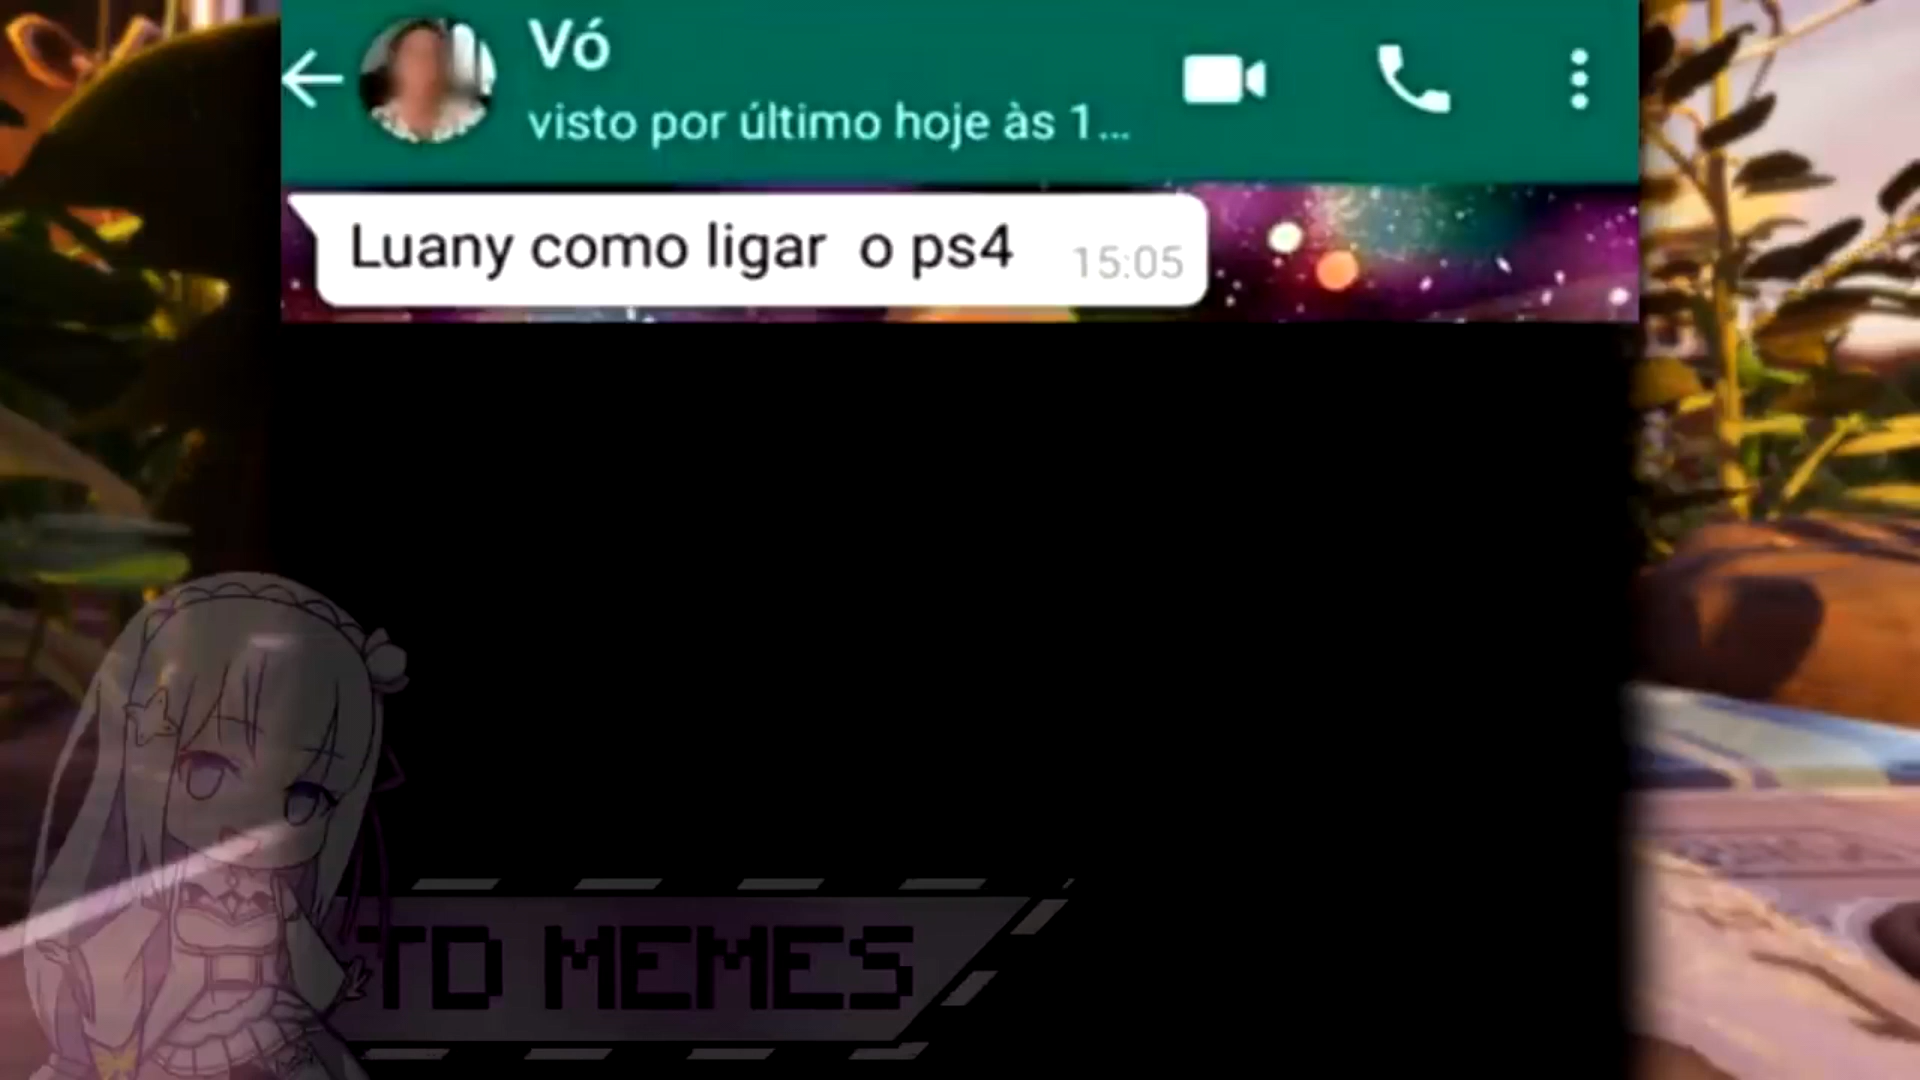 Vó
visto por último hoje às 1...
Luany como ligar  o ps4
15:05
TD MEMES